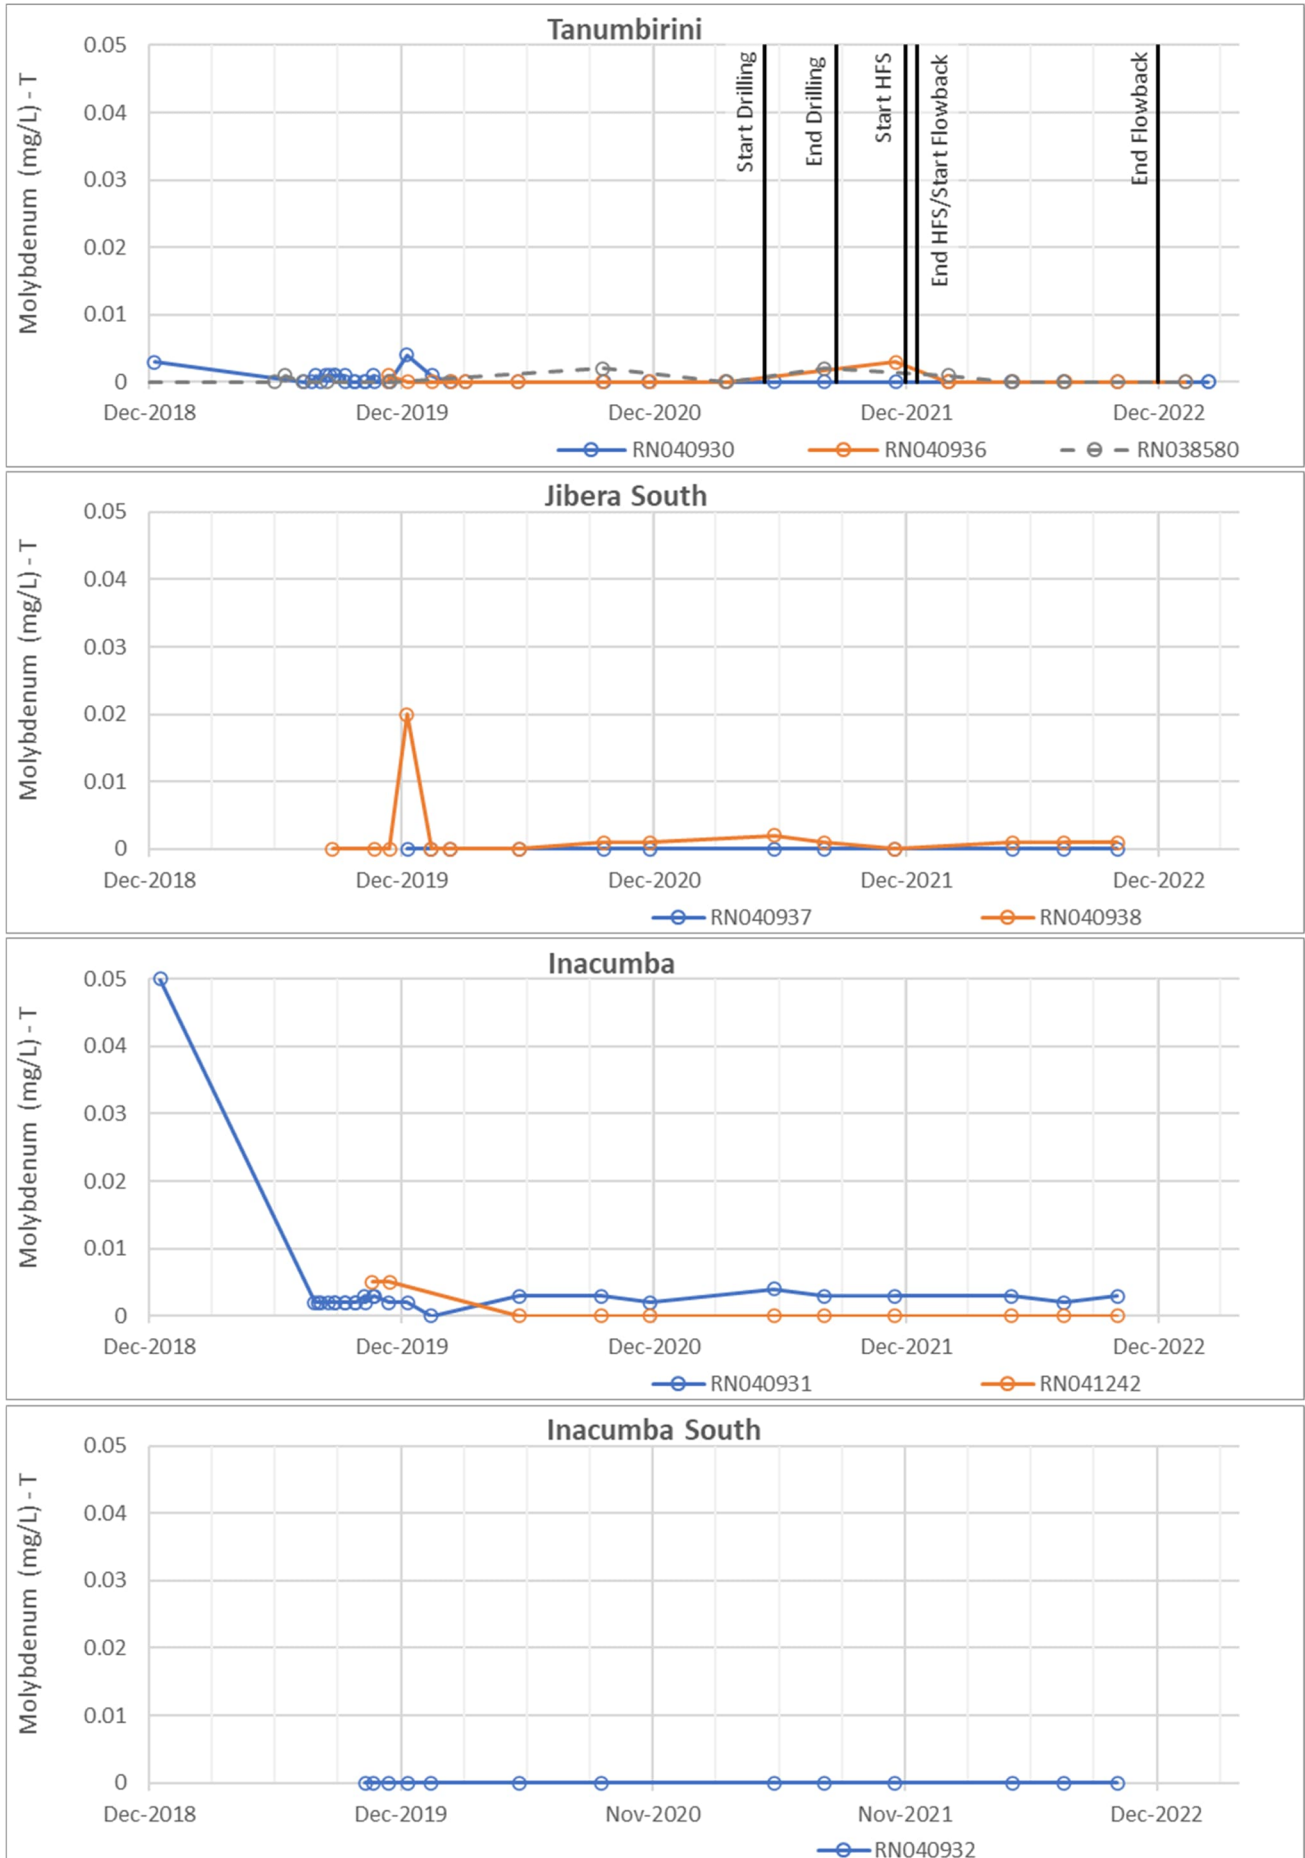 Tanumbirini
Molybdenum (mg/L) - T
0.05
0.04
0.03
0.02
0.01
0
Start Drilling
End Drilling
Start HFS
End HFS/Start Flowback
End Flowback
Dec-2018 Dec-2019 Dec-2020 Dec-2021 Dec-2022
RN040930 RN040936 RN038580
Jibera South
Molybdenum (mg/L) - T
0.05
0.04
0.03
0.02
0.01
0
Dec-2018 Dec-2019 Dec-2020 Dec-2021 Dec-2022
RN040937 RN040938
Inacumba
Molybdenum (mg/L) - T
0.05
0.04
0.03
0.02
0.01
0
Dec-2018 Dec-2019 Dec-2020 Dec-2021 Dec-2022
RN040931 RN041242
Inacumba South
Molybdenum (mg/L) - T
0.05
0.04
0.03
0.02
0.01
0
Dec-2018 Dec-2019 Nov-2020 Nov-2021 Dec-2022
RN040932